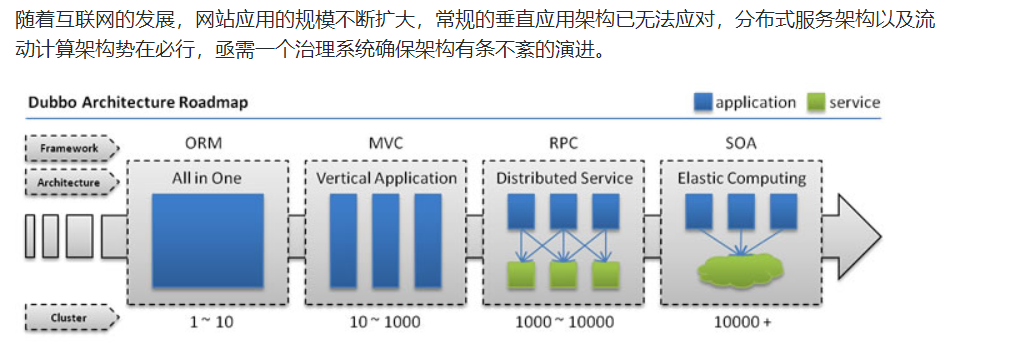 随着互联网的发展，网站应用的规模不断扩大，常规的垂直应用架构已无法应对，分布式服务架构以及流
动计算架构势在必行，亟需一个治理系统确保架构有条不紊的演进。
Dubbo Architecture Roadmap
application
service
Framework
ORM
MVC
RPC
SOA
Architecture
All in One
Vertical Application
Distributed Service
Elastic Computing
Cluster
1 ~ 10
10 ~ 1000
1000 ~ 10000
10000 +